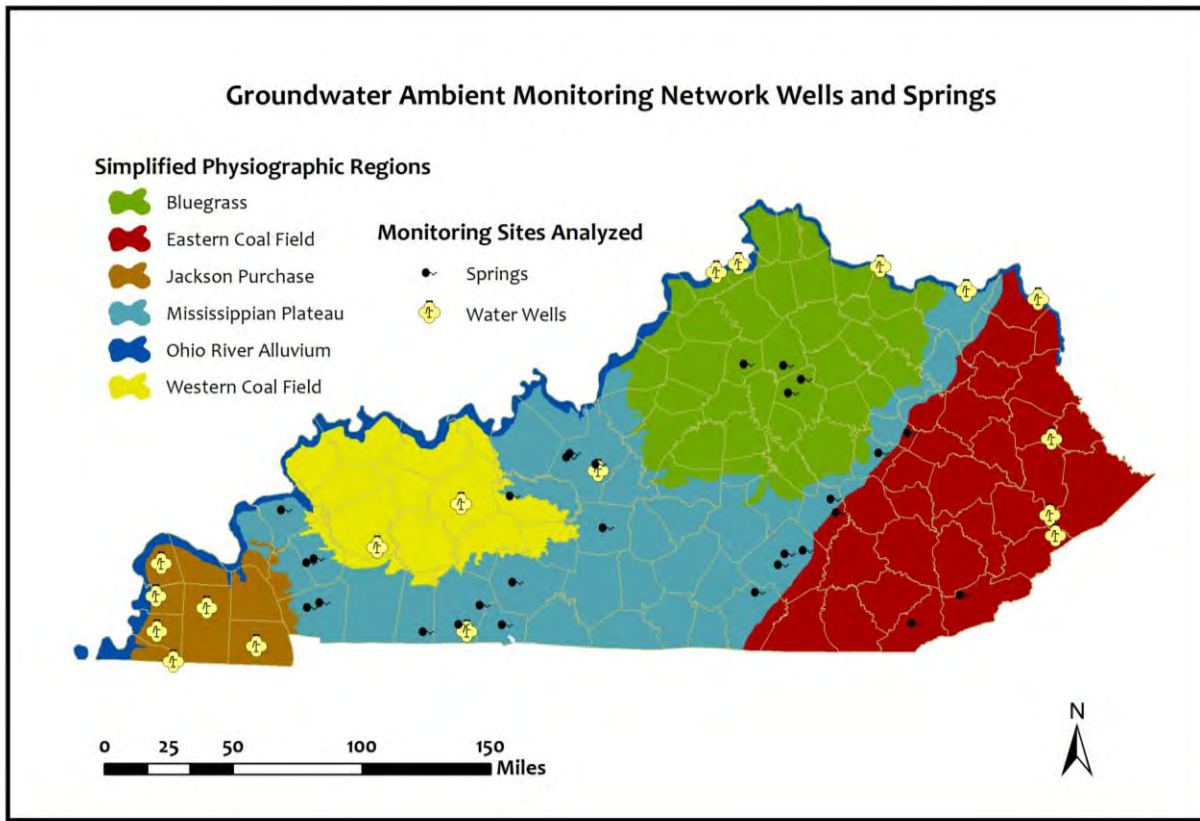 Groundwater Ambient Monitoring Network Wells and Springs
Simplified Physiographic Regions
Bluegrass
Eastern Coal Field
Jackson Purchase
Mississippian Plateau
Ohio River Alluvium
Western Coal Field
Monitoring Sites Analyzed
Springs
Water Wells
0 25 50 100 150
Miles
N